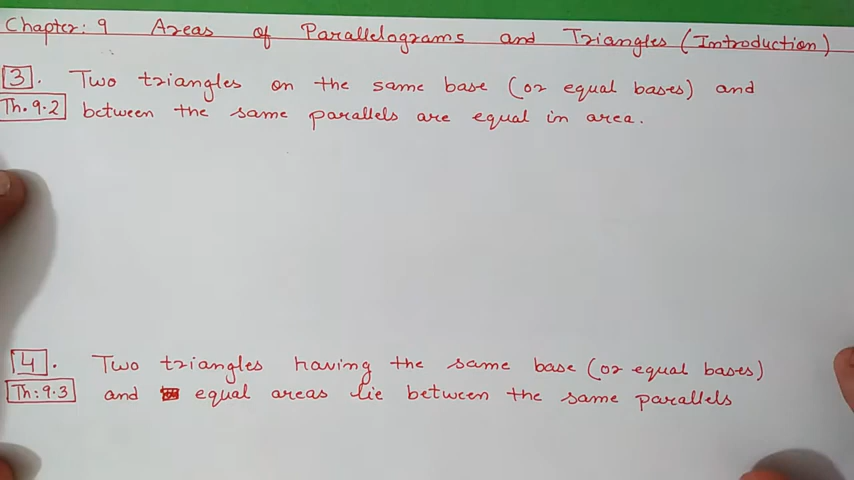 Chapter: 9 Areas of Parallelograms and Triangles (Introduction)
3. Two triangles on the same base (or equal bases) and
Th. 9.2 between the same parallels are equal in area.
4. Two triangles having the same base (or equal bases)
Th: 9.3 and equal areas lie between the same parallels